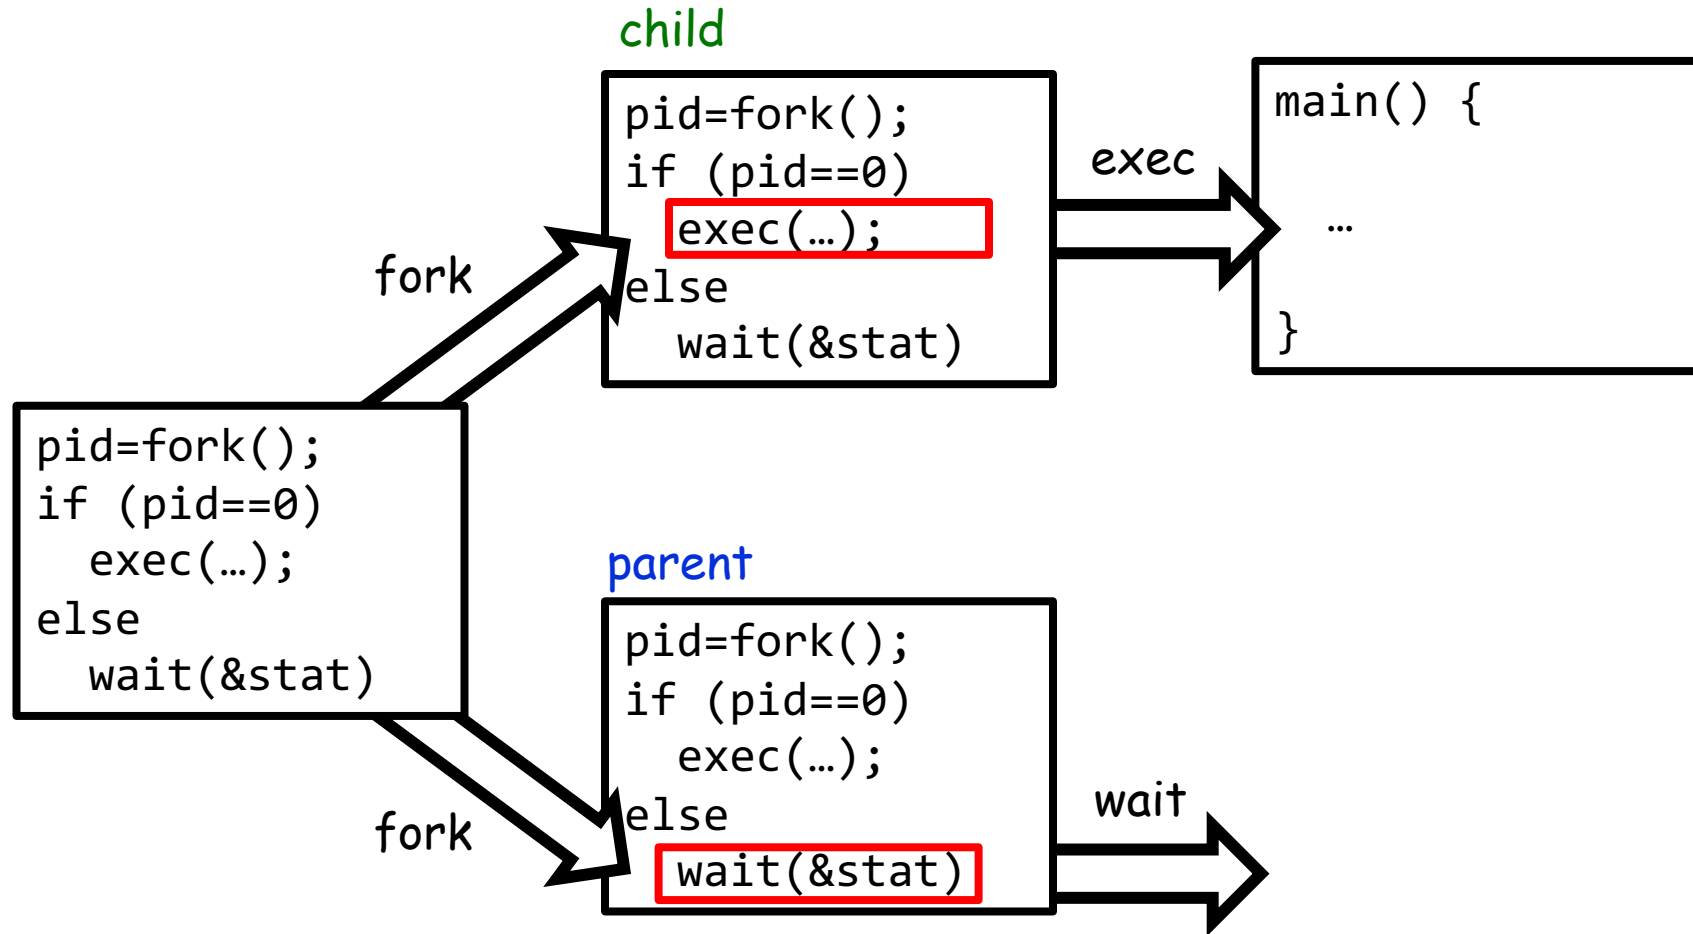 child
pid=fork();
if (pid==0)
  exec(…);
else
  wait(&stat)
exec
main() {
  …
}
fork
pid=fork();
if (pid==0)
  exec(…);
else
  wait(&stat)
fork
parent
pid=fork();
if (pid==0)
  exec(…);
else
  wait(&stat)
wait